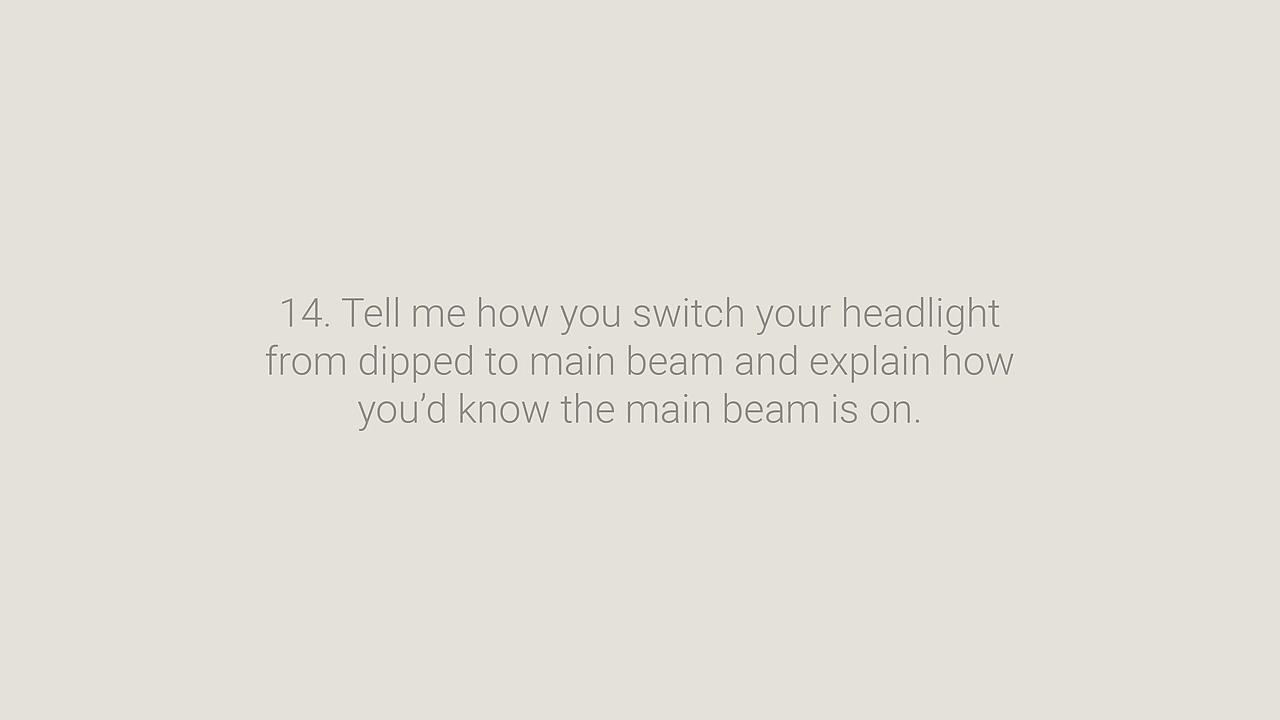 14. Tell me how you switch your headlight
from dipped to main beam and explain how
you’d know the main beam is on.